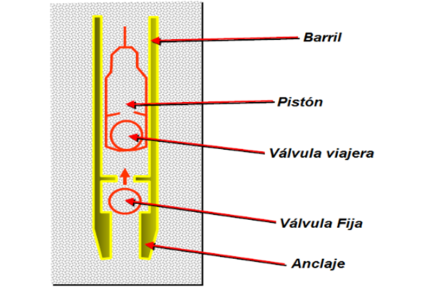 Barril
Pistón
Válvula viajera
Válvula Fija
Anclaje